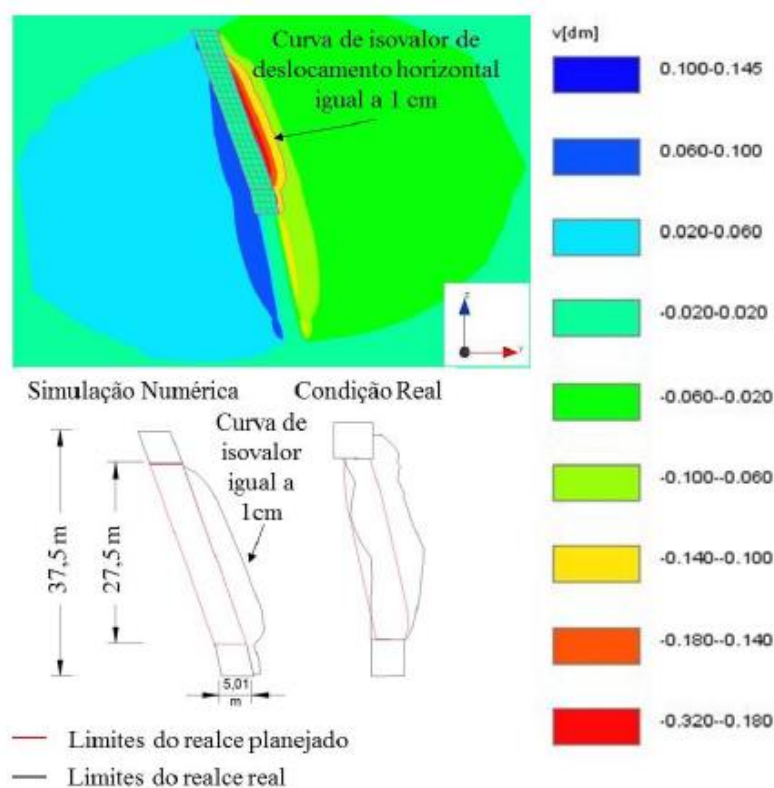 Curva de isovalor de
deslocamento horizontal
igual a 1 cm
z
Y
v[dm]
0.100-0.145
0.060-0.100
0.020-0.060
-0.020-0.020
-0.060--0.020
-0.100--0.060
-0.140--0.100
-0.180--0.140
-0.320--0.180
Simulação Numérica
Condição Real
Curva de
isovalor
igual a
1cm
37,5 m
27,5 m
5,01
m
Limites do realce planejado
Limites do realce real